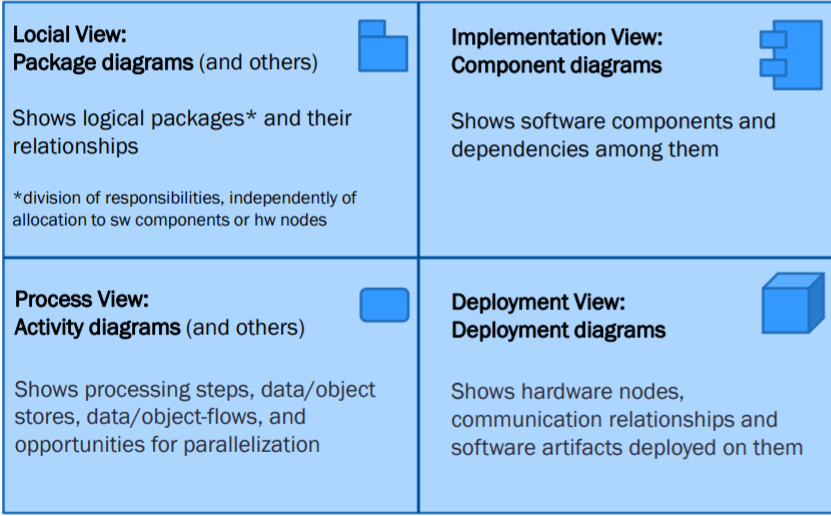 Locial View:
Package diagrams (and others)
Shows logical packages* and their
relationships
*division of responsibilities, independently of
allocation to sw components or hw nodes
Implementation View:
Component diagrams
Shows software components and
dependencies among them
Process View:
Activity diagrams (and others)
Shows processing steps, data/object
stores, data/object-flows, and
opportunities for parallelization
Deployment View:
Deployment diagrams
Shows hardware nodes,
communication relationships and
software artifacts deployed on them